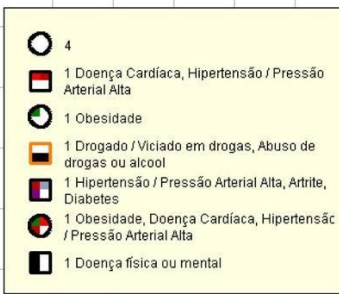 4
1 Doença Cardíaca, Hipertensão / Pressão
Arterial Alta
1 Obesidade
1 Drogado / Viciado em drogas, Abuso de
drogas ou alcool
1 Hipertensão / Pressão Arterial Alta, Artrite,
Diabetes
1 Obesidade, Doença Cardíaca, Hipertensãc
/ Pressão Arterial Alta
1 Doença física ou mental